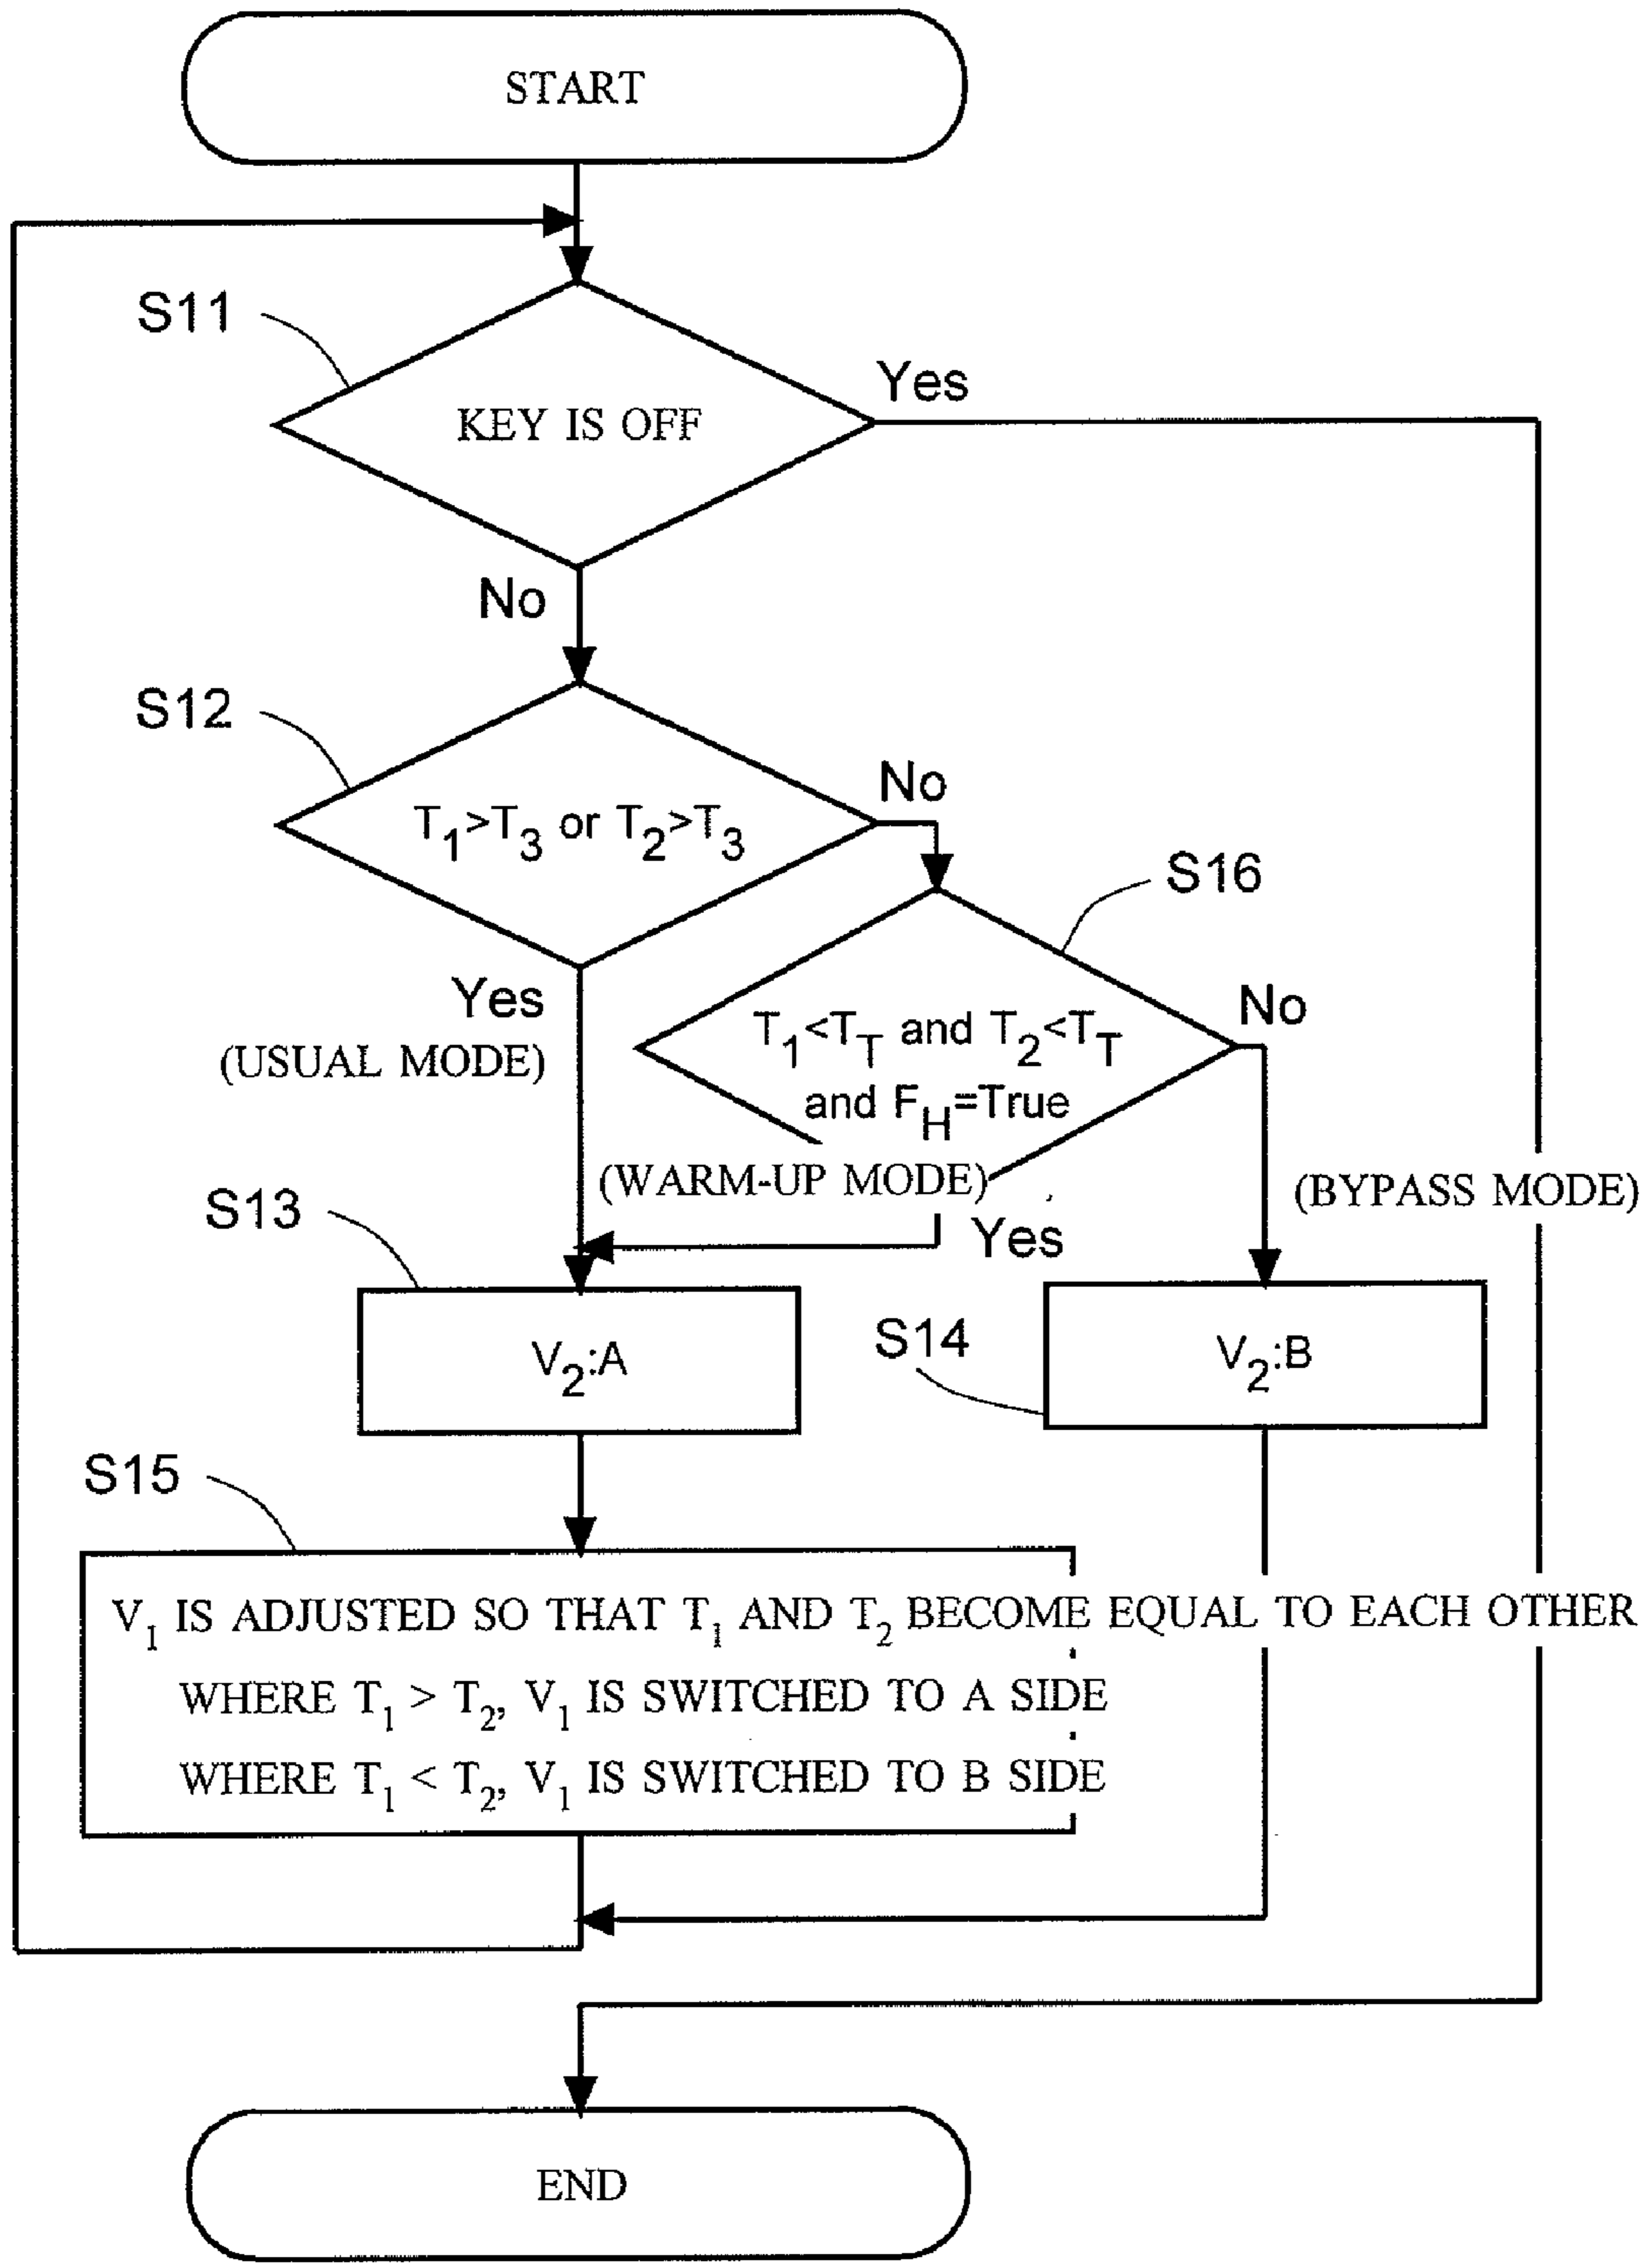 START
S11
Yes
KEY IS OFF
No
S12
No
T1>T3 or T2>T3
S16
Yes
(USUAL MODE)
No
T1<TT and T2<TT
and FH=True
(WARM-UP MODE)
(BYPASS MODE)
S13
Yes
V2:A
S14
V2:B
S15
V1 IS ADJUSTED SO THAT T1 AND T2 BECOME EQUAL TO EACH OTHER
WHERE T1 > T2, V1 IS SWITCHED TO A SIDE
WHERE T1 < T2, V1 IS SWITCHED TO B SIDE
END